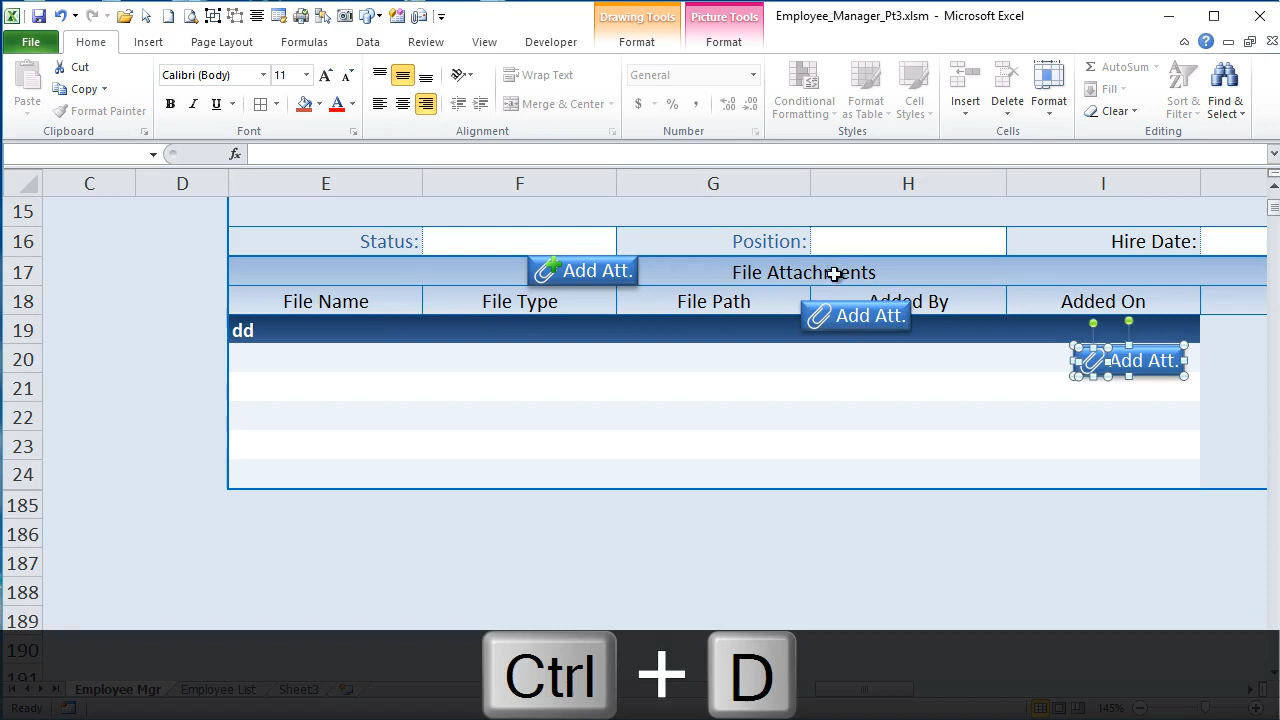 Drawing Tools Picture Tools Employee_Manager_Pt3.xlsm - Microsoft Excel
File Home Insert Page Layout Formulas Data Review View Developer Format Format
Paste Cut Copy Format Painter
Calibri (Body) 11 A A
B I U A
Wrap Text
Merge & Center
General
$ % ,
Conditional Formatting Format as Table Cell Styles
Insert Delete Format
AutoSum Fill Clear
Sort & Filter Find & Select
Clipboard Font Alignment Number Styles Cells Editing
fx
C D E F G H I
15
16 Status: Position: Hire Date:
17 Add Att. File Attachments
18 File Name File Type File Path Added By Added On
Add Att.
19 dd
20 Add Att.
21
22
23
24
185
186
187
188
189
190
191
Ctrl + D
Employee Mgr Employee List Sheet3
Ready 145%